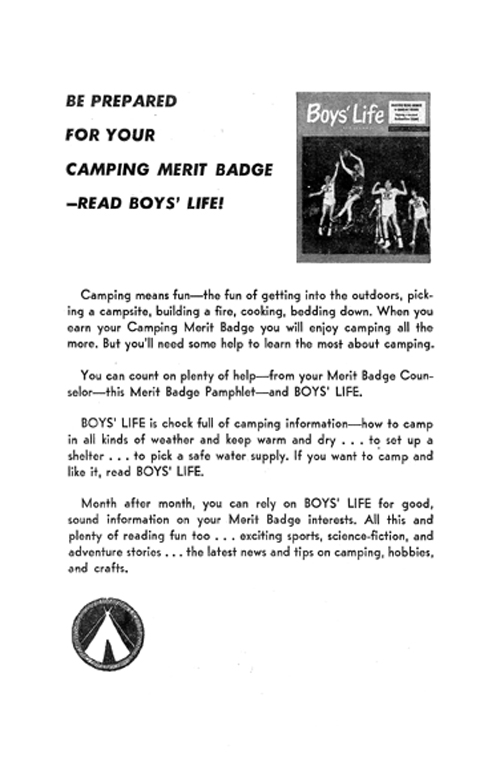 BE PREPARED
FOR YOUR
CAMPING MERIT BADGE
—READ BOYS' LIFE!
Boys' Life
Camping means fun—the fun of getting into the outdoors, pick-
ing a campsite, building a fire, cooking, bedding down. When you
earn your Camping Merit Badge you will enjoy camping all the
more. But you'll need some help to learn the most about camping.
You can count on plenty of help—from your Merit Badge Coun-
selor—this Merit Badge Pamphlet—and BOYS' LIFE.
BOYS' LIFE is chock full of camping information—how to camp
in all kinds of weather and keep warm and dry . . . to set up a
shelter . . . to pick a safe water supply. If you want to camp and
like it, read BOYS' LIFE.
Month after month, you can rely on BOYS' LIFE for good,
sound information on your Merit Badge interests. All this and
plenty of reading fun too . . . exciting sports, science-fiction, and
adventure stories . . . the latest news and tips on camping, hobbies,
and crafts.